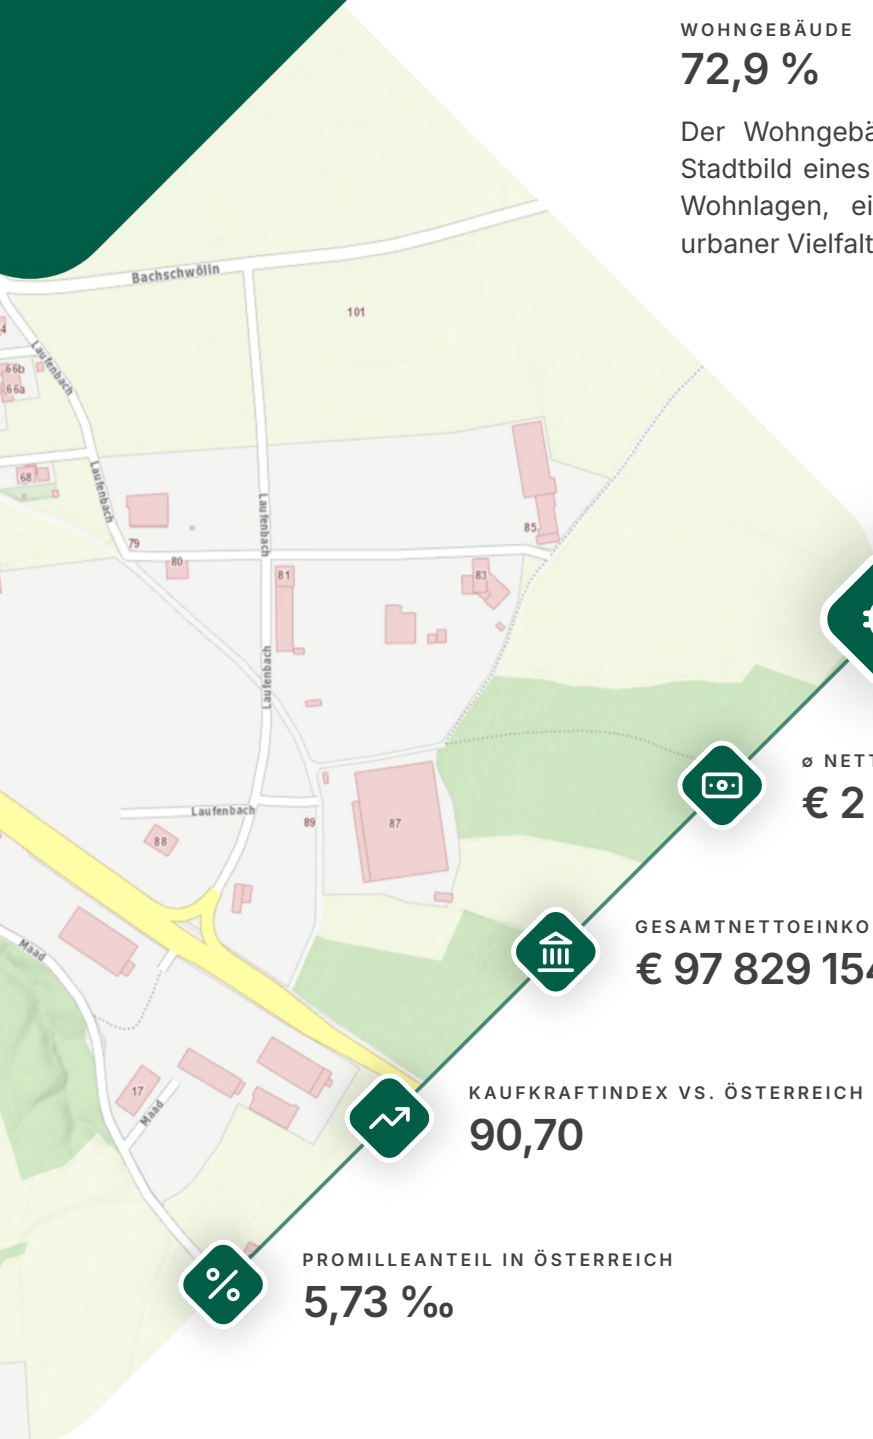 WOHNGEBÄUDE
72,9 %
Der Wohngebä
Stadtbild eines
Wohnlagen, ei
urbaner Vielfalt
Bachschwölln
101
4
Laufenbach
66b
66a
68
Laufenbach
Laufenbach
79
80
85
81
83
Laufenbach
Laufenbach
89
87
88
Maad
17
Maad
ø NETT
€ 2
GESAMTNETTOEINKO
€ 97 829 154
KAUFKRAFTINDEX VS. ÖSTERREICH
90,70
PROMILLEANTEIL IN ÖSTERREICH
5,73 ‰